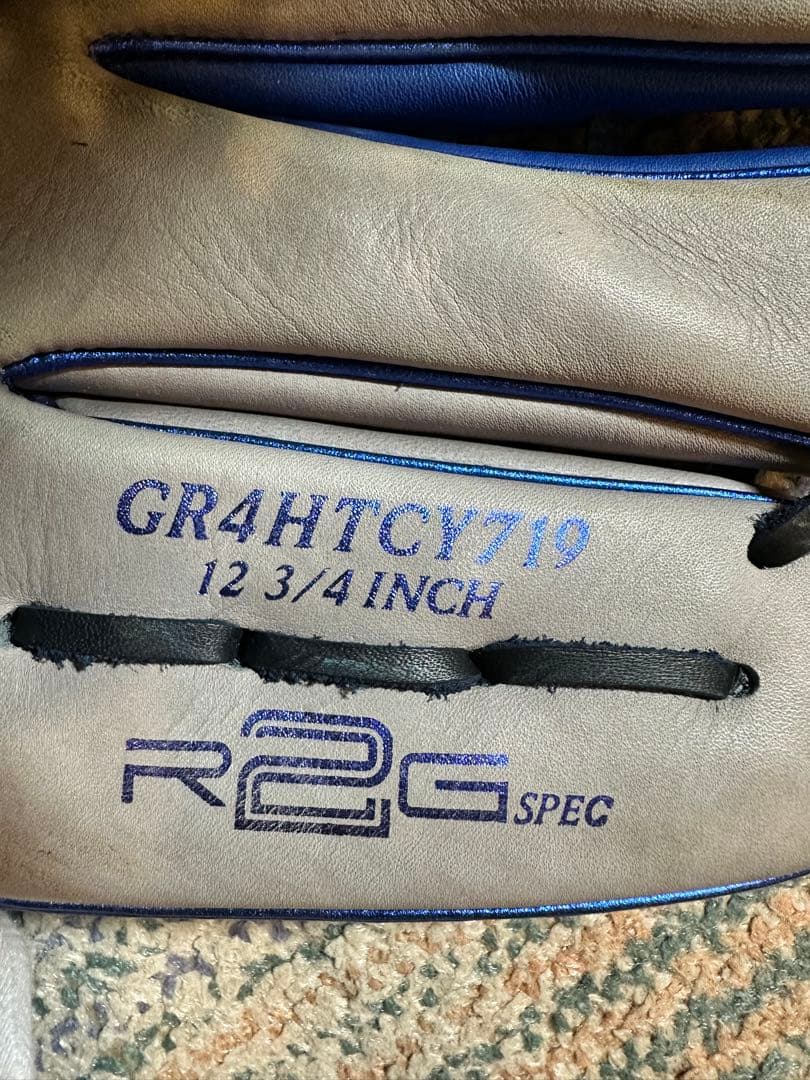 GR4HTCY719
12 3/4 INCH
R2G SPEC